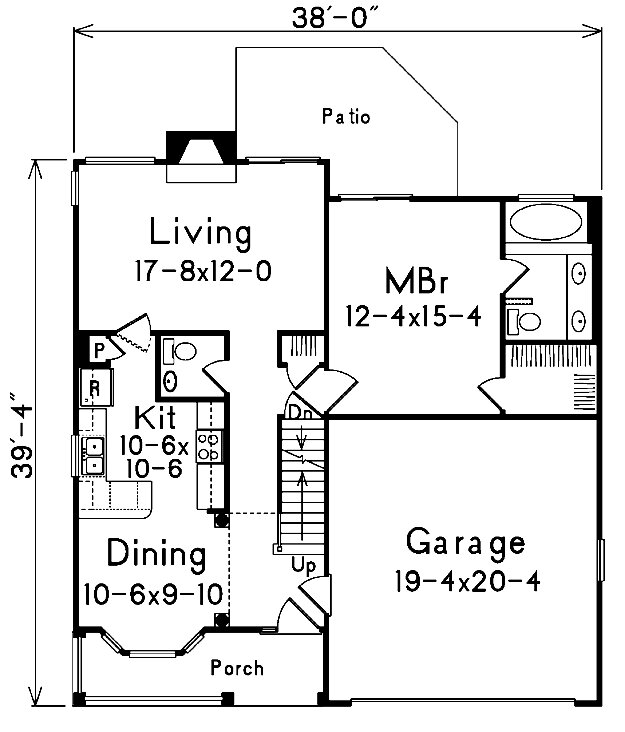 38'-0"
Patio
Living
17-8x12-0
MBr
12-4x15-4
P
R
Kit
10-6x
10-6
Dn
39'-4"
Dining
10-6x9-10
Up
Garage
19-4x20-4
Porch